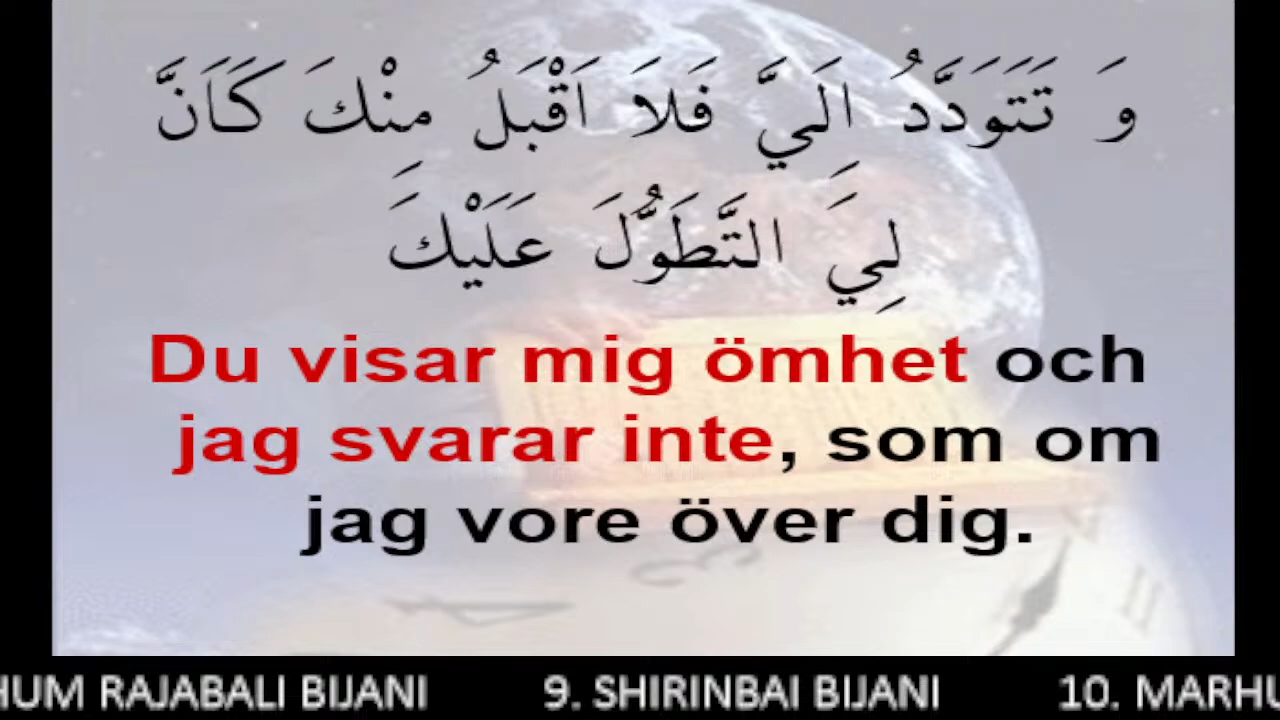 وَ تَتَوَدَّدُ اِلَيَّ فَلاَ اَقْبَلُ مِنْكَ كَاَنَّ
لِيَ التَّطَوُّلَ عَلَيْكَ
Du visar mig ömhet och
jag svarar inte, som om
jag vore över dig.
HUM RAJABALI BIJANI 9. SHIRINBAI BIJANI 10. MARHU